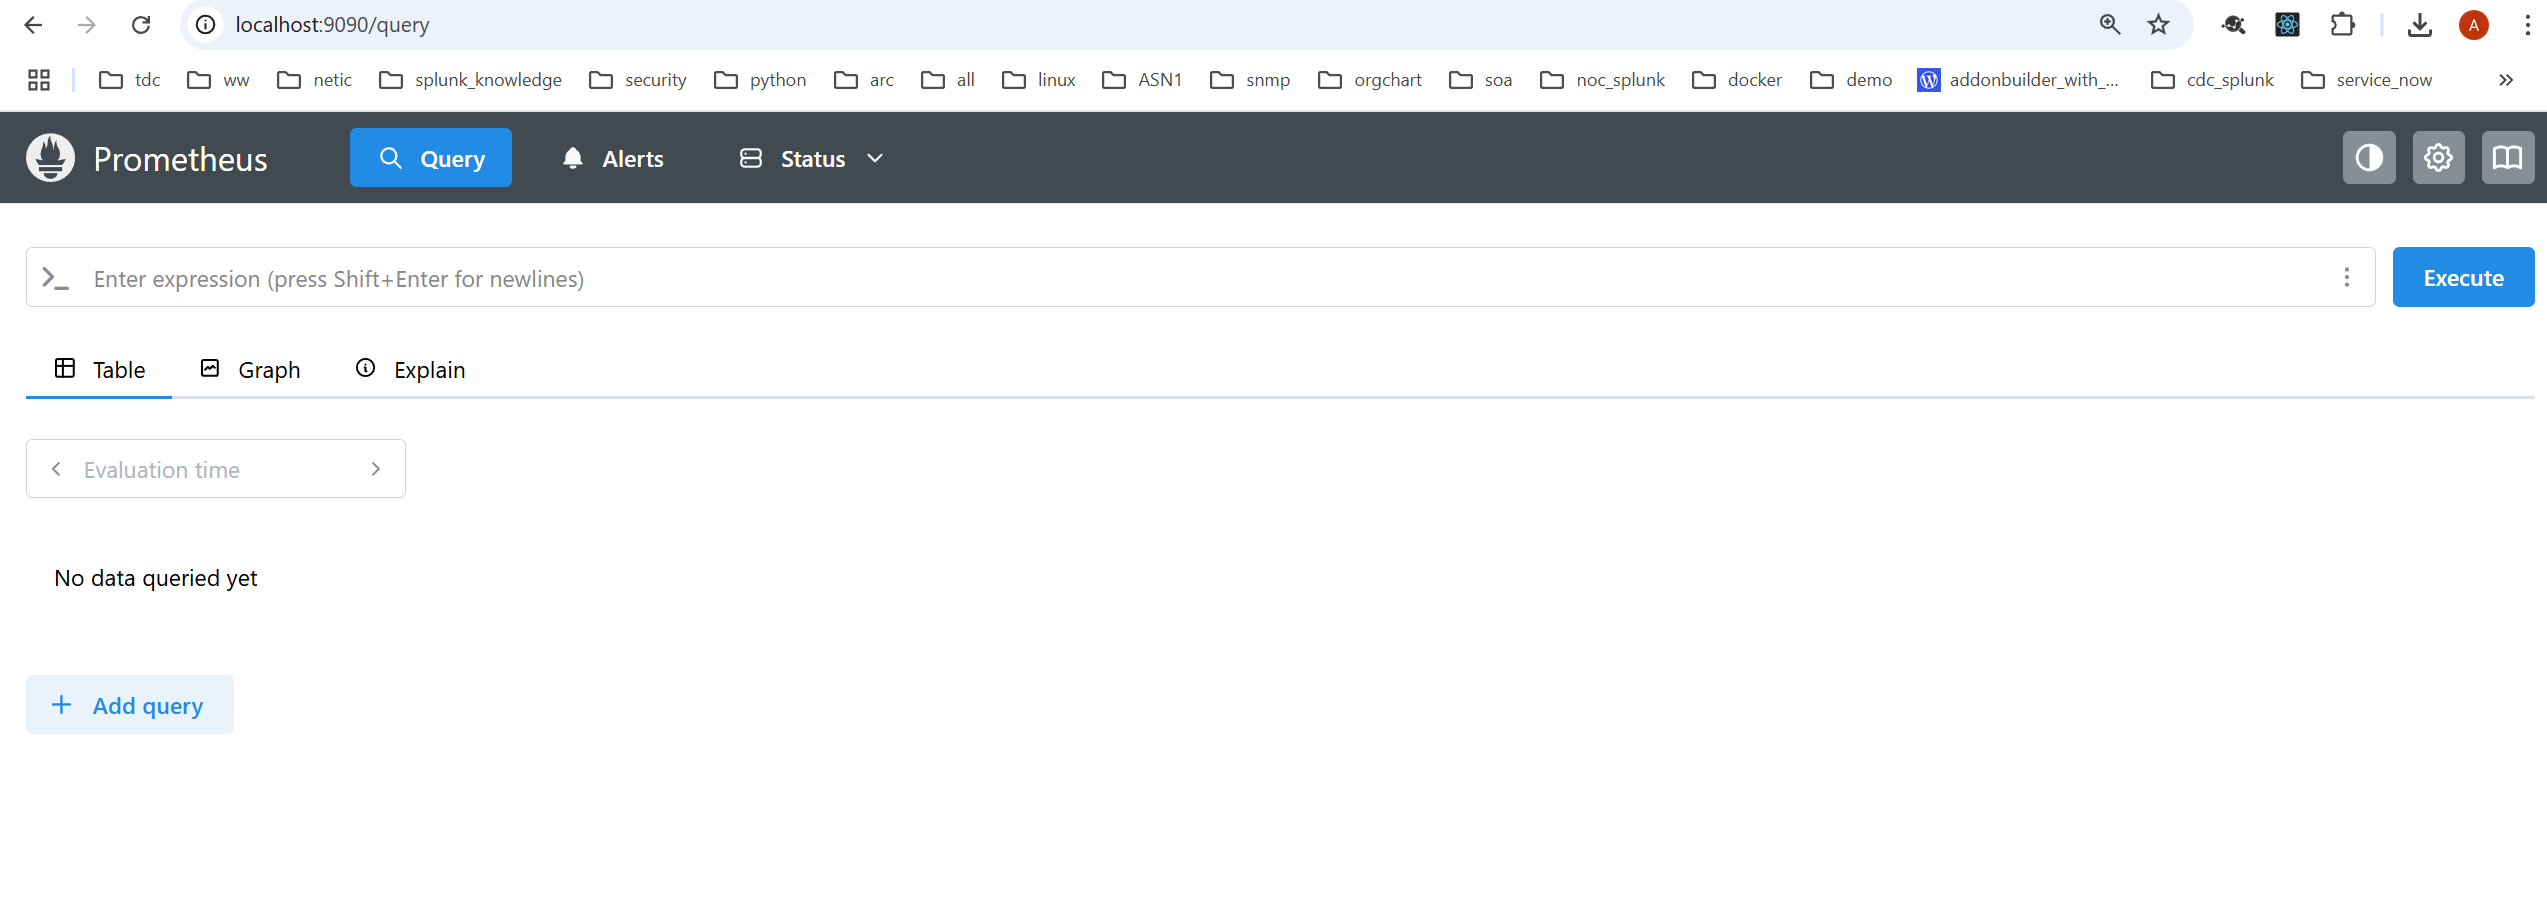 localhost:9090/query
A
tdc ww netic splunk_knowledge security python arc all linux ASN1 snmp orgchart soa noc_splunk docker demo addonbuilder_with_... cdc_splunk service_now
Prometheus Query Alerts Status
Enter expression (press Shift+Enter for newlines) Execute
Table Graph Explain
Evaluation time
No data queried yet
Add query